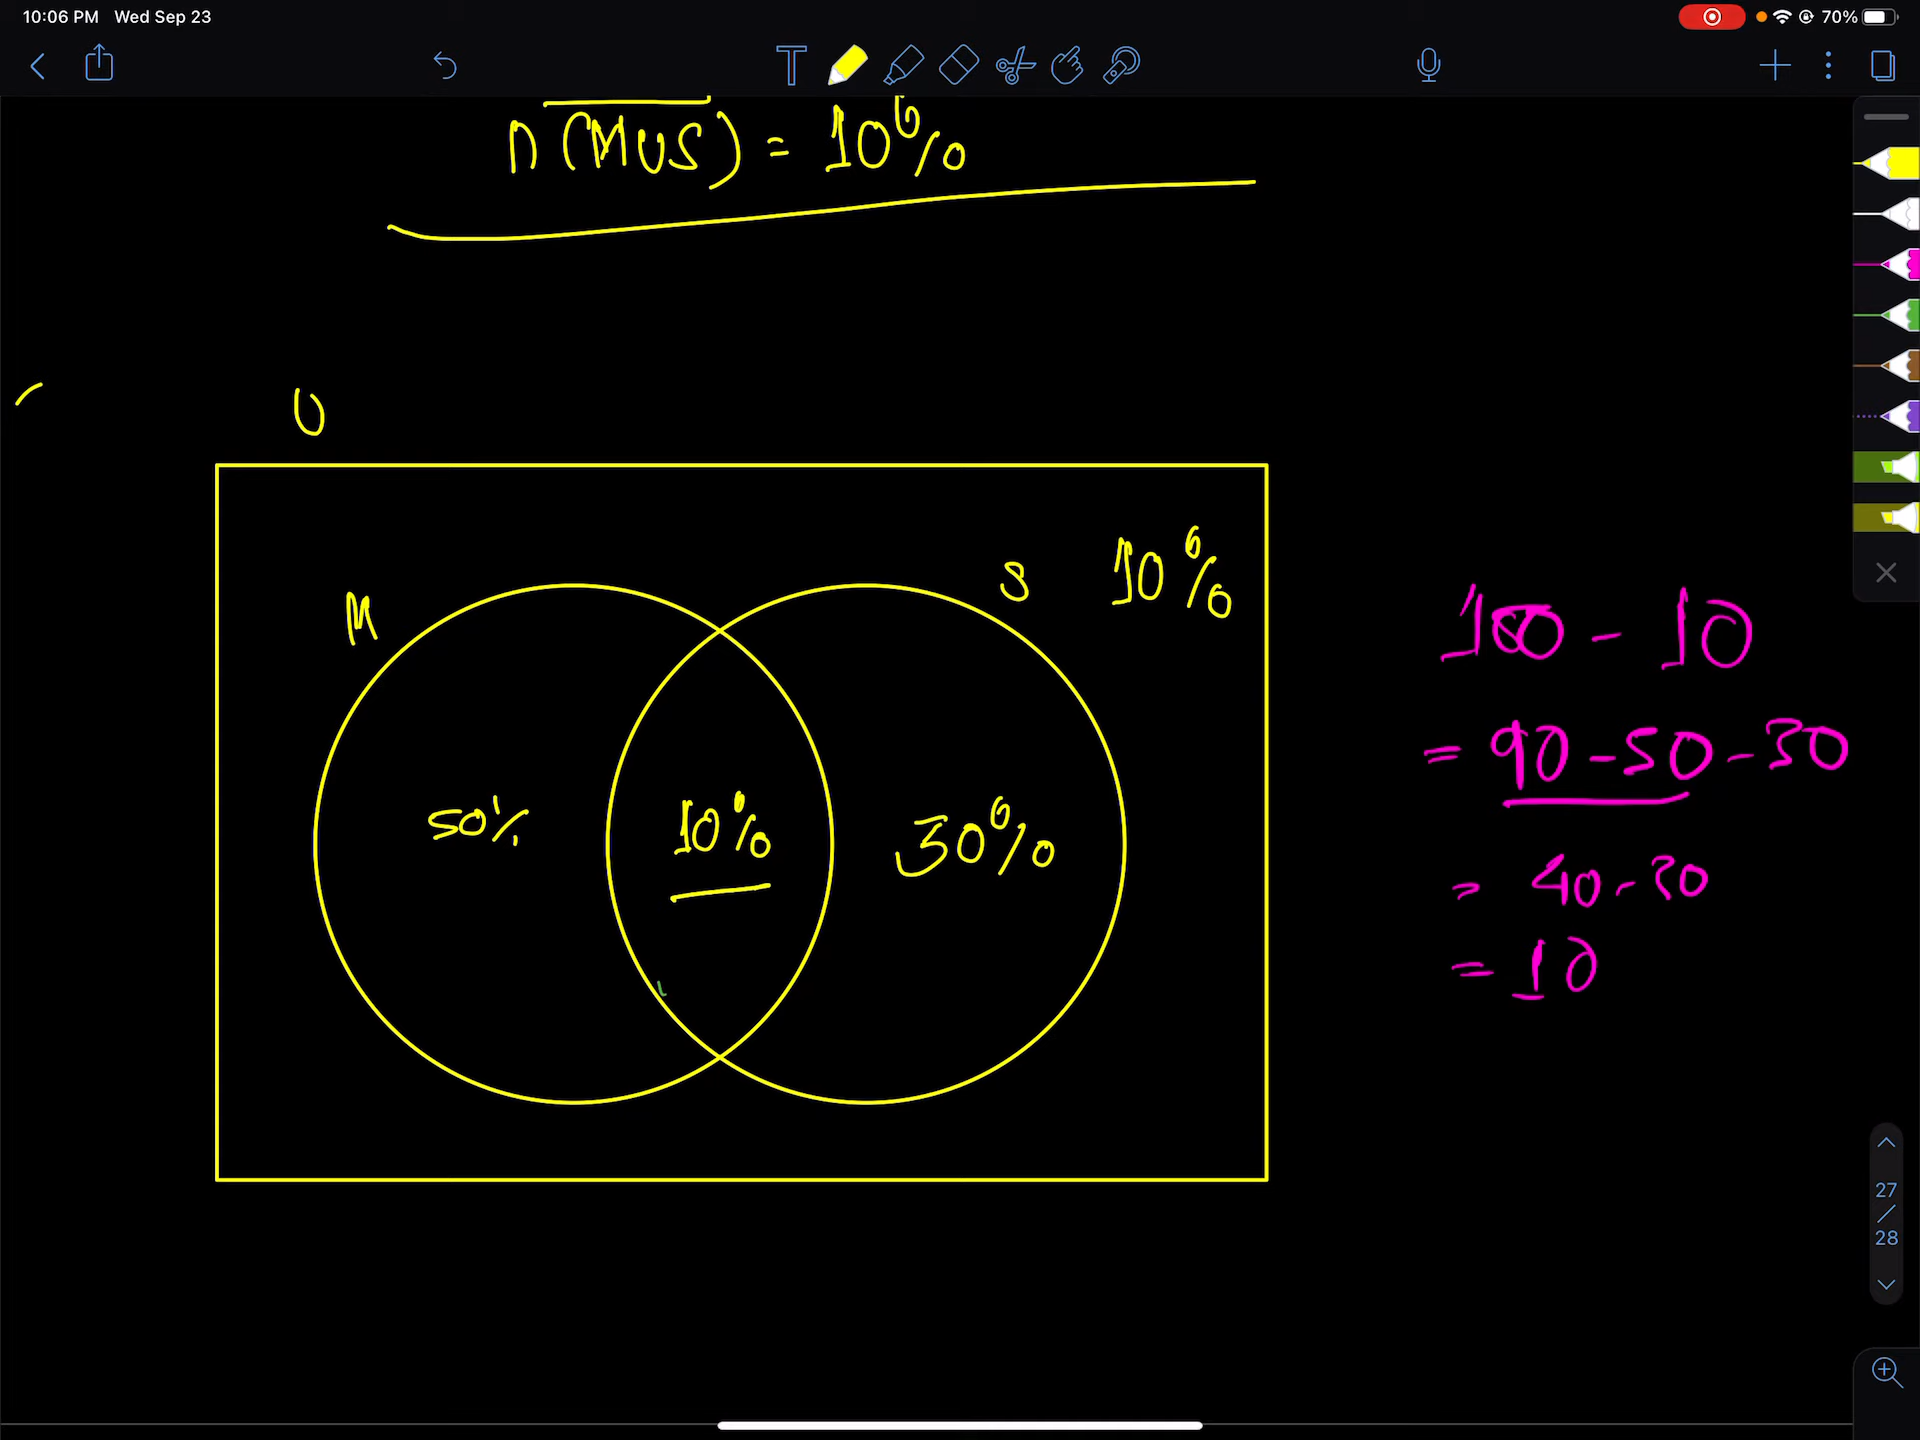 10:06 PM Wed Sep 23
70%
T
n(MUS) = 10%
U
M
S
10%
50%
10%
30%
100 - 10
= 90 - 50 - 30
= 40 - 30
= 10
27
/
28